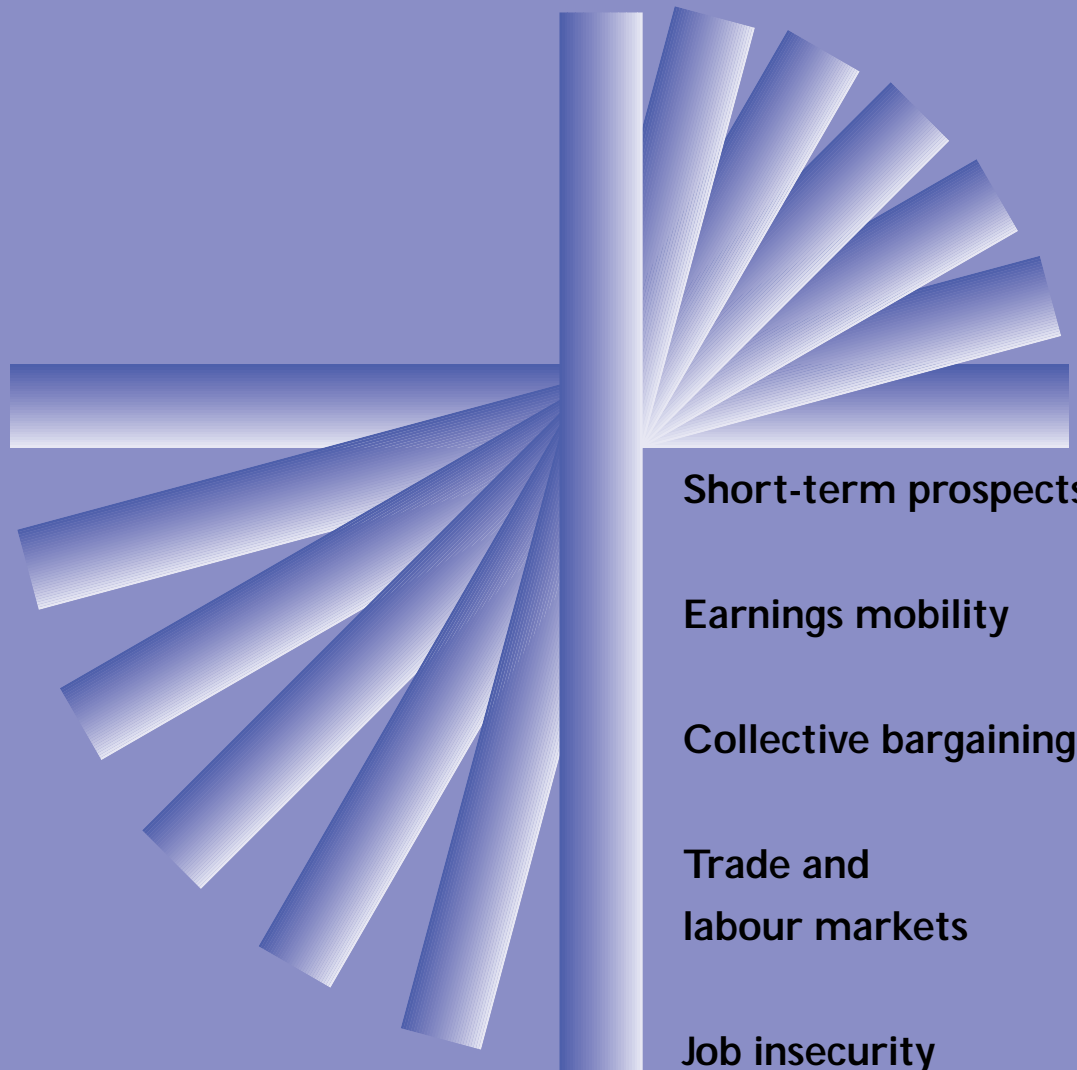 Short-term prospects
Earnings mobility
Collective bargaining
Trade and
labour markets
Job insecurity